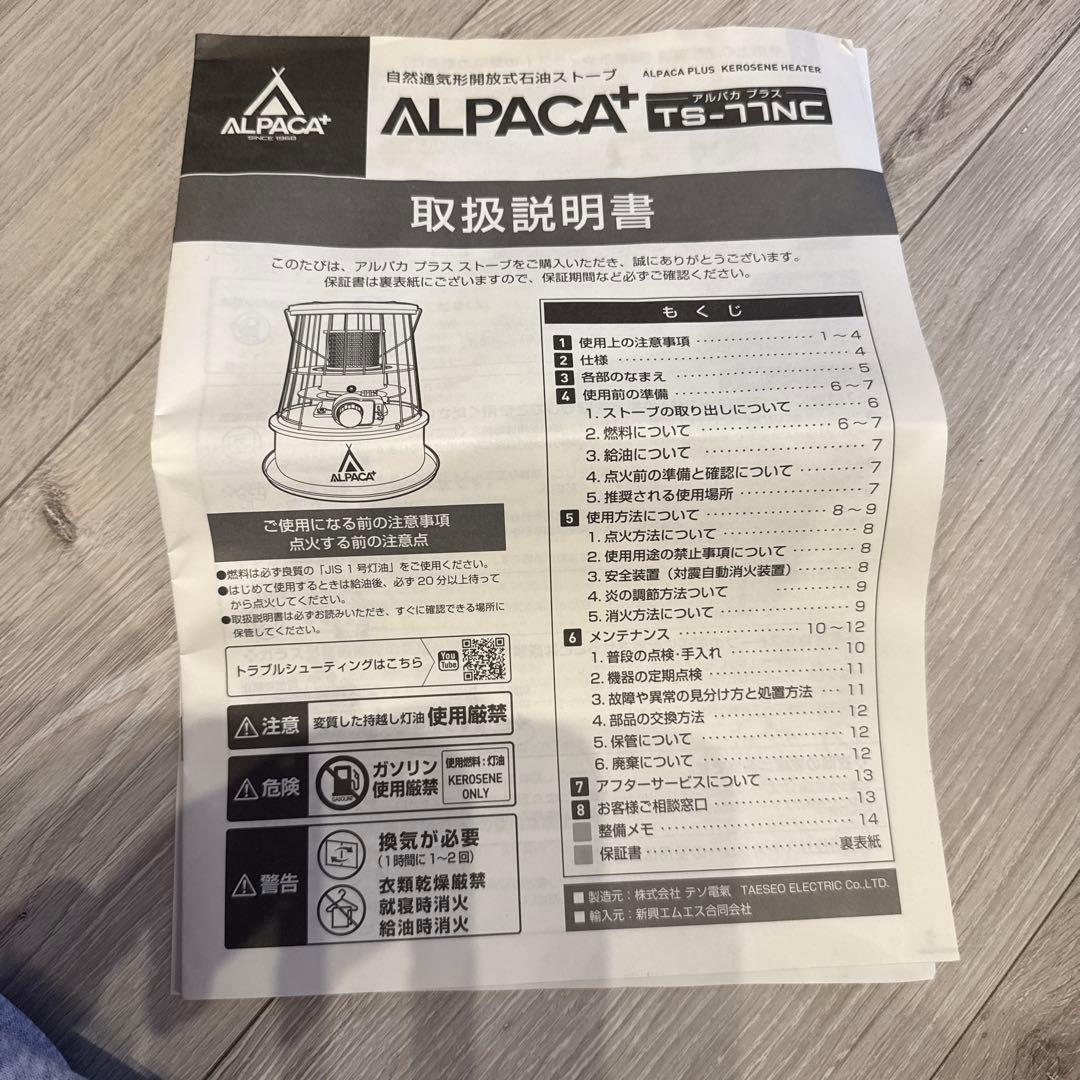 ALPACA+
SINCE 1968
自然通気形開放式石油ストーブ
ALPACA PLUS KEROSENE HEATER
ALPACA+
アルパカ プラス
TS-77NC
取扱説明書
このたびは、アルパカ プラス ストーブをご購入いただき、誠にありがとうございます。
保証書は裏表紙にございますので、保証期間など必ずご確認ください。
ALPACA+
ご使用になる前の注意事項
点火する前の注意点
●燃料は必ず良質の「JIS 1 号灯油」をご使用ください。
●はじめて使用するときは給油後、必ず 20 分以上待って
から点火してください。
●取扱説明書は必ずお読みいただき、すぐに確認できる場所に
保管してください。
トラブルシューティングはこちら
You Tube
注意 変質した持越し灯油 使用厳禁
危険
GASOLINE
ガソリン
使用厳禁
使用燃料:灯油
KEROSENE
ONLY
警告
換気が必要
(1時間に 1~2 回)
衣類乾燥厳禁
就寝時消火
給油時消火
もくじ
1 使用上の注意事項 ‥‥‥‥‥ 1~4
2 仕様 ‥‥‥‥‥ 4
3 各部のなまえ ‥‥‥‥‥ 5
4 使用前の準備 ‥‥‥‥‥ 6~7
1. ストーブの取り出しについて ‥‥‥‥‥ 6
2. 燃料について ‥‥‥‥‥ 6~7
3. 給油について ‥‥‥‥‥ 7
4. 点火前の準備と確認について ‥‥‥‥‥ 7
5. 推奨される使用場所 ‥‥‥‥‥ 7
5 使用方法について ‥‥‥‥‥ 8~9
1. 点火方法について ‥‥‥‥‥ 8
2. 使用用途の禁止事項について ‥‥‥‥‥ 8
3. 安全装置(対震自動消火装置) ‥‥‥‥‥ 8
4. 炎の調節方法ついて ‥‥‥‥‥ 9
5. 消火方法について ‥‥‥‥‥ 9
6 メンテナンス ‥‥‥‥‥ 10~12
1. 普段の点検・手入れ ‥‥‥‥‥ 10
2. 機器の定期点検 ‥‥‥‥‥ 11
3. 故障や異常の見分け方と処置方法 ‥‥ 11
4. 部品の交換方法 ‥‥‥‥‥ 12
5. 保管について ‥‥‥‥‥ 12
6. 廃棄について ‥‥‥‥‥ 12
7 アフターサービスについて ‥‥‥‥‥ 13
8 お客様ご相談窓口 ‥‥‥‥‥ 13
整備メモ ‥‥‥‥‥ 14
保証書 ‥‥‥‥‥ 裏表紙
■ 製造元:株式会社 テソ電氣 TAESEO ELECTRIC Co.,LTD.
■ 輸入元:新興エムエス合同会社